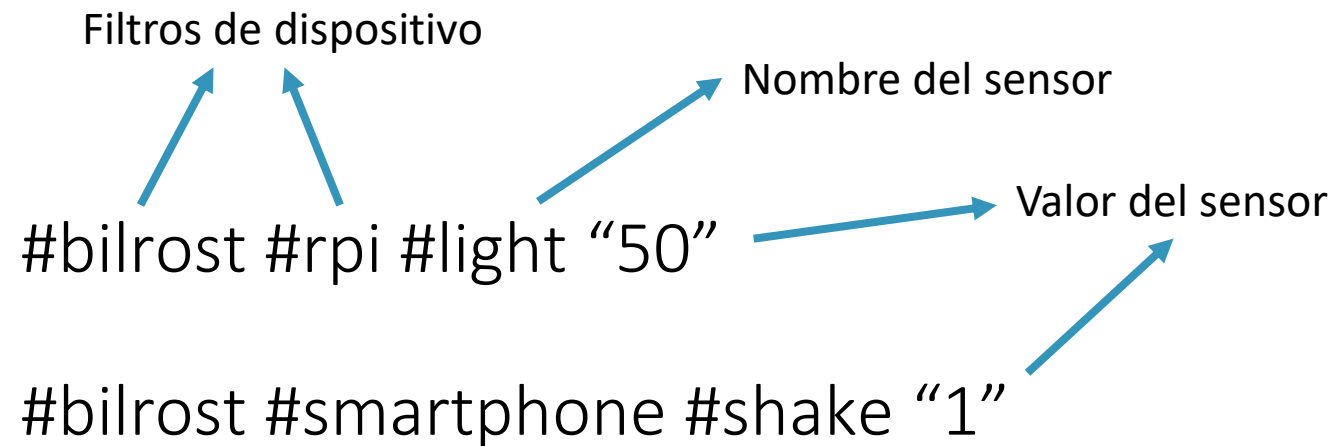 Filtros de dispositivo
Nombre del sensor
Valor del sensor
#bilrost #rpi #light “50”
#bilrost #smartphone #shake “1”